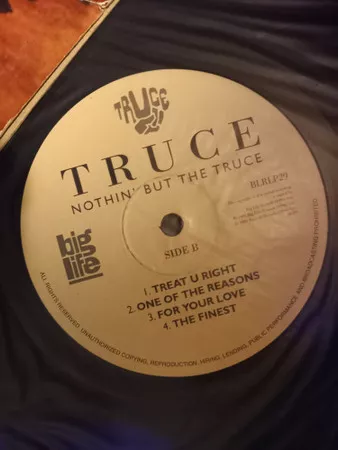 TRUCE
TRUCE
NOTHIN' BUT THE TRUCE
BLRLP29
big
life
SIDE B
1. TREAT U RIGHT
2. ONE OF THE REASONS
3. FOR YOUR LOVE
4. THE FINEST
ALL RIGHTS RESERVED. UNAUTHORISED COPYING, REPRODUCTION, HIRING, LENDING, PUBLIC PERFORMANCE AND BROADCASTING PROHIBITED